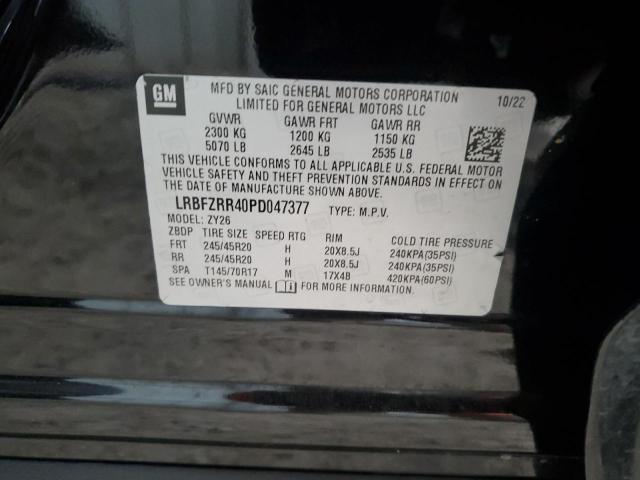 GM
MFD BY SAIC GENERAL MOTORS CORPORATION 10/22
LIMITED FOR GENERAL MOTORS LLC
GVWR GAWR FRT GAWR RR
2300 KG 1200 KG 1150 KG
5070 LB 2645 LB 2535 LB
THIS VEHICLE CONFORMS TO ALL APPLICABLE U.S. FEDERAL MOTOR
VEHICLE SAFETY AND THEFT PREVENTION STANDARDS IN EFFECT ON
THE DATE OF MANUFACTURE SHOWN ABOVE.
LRBFZRR40PD047377 TYPE: M.P.V.
MODEL: ZY26
ZBDP TIRE SIZE SPEED RTG RIM COLD TIRE PRESSURE
FRT 245/45R20 H 20X8.5J 240KPA(35PSI)
RR 245/45R20 H 20X8.5J 240KPA(35PSI)
SPA T145/70R17 M 17X4B 420KPA(60PSI)
SEE OWNER'S MANUAL FOR MORE INFORMATION.